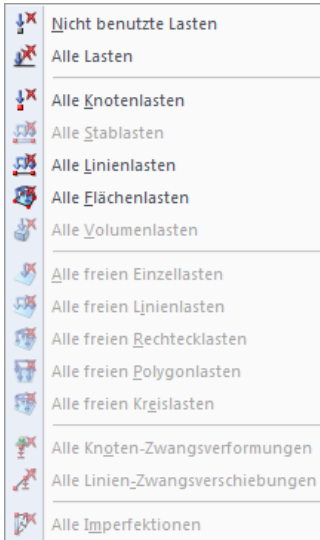 Nicht benutzte Lasten
Alle Lasten
Alle Knotenlasten
Alle Stablasten
Alle Linienlasten
Alle Flächenlasten
Alle Volumenlasten
Alle freien Einzellasten
Alle freien Linienlasten
Alle freien Rechtecklasten
Alle freien Polygonlasten
Alle freien Kreislasten
Alle Knoten-Zwangsverformungen
Alle Linien-Zwangsverschiebungen
Alle Imperfektionen